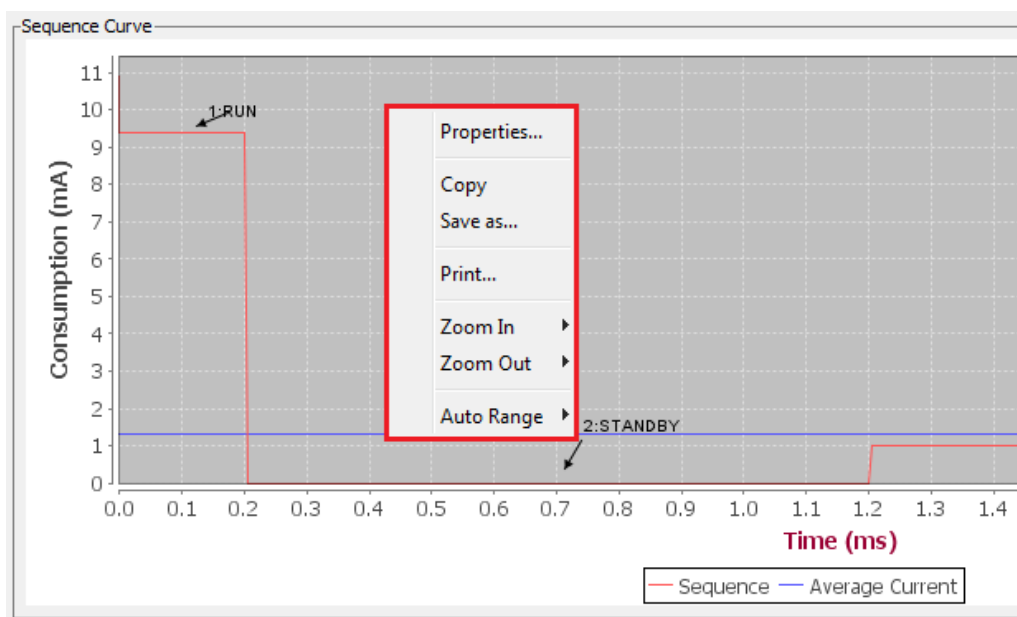 Sequence Curve
Consumption (mA)
11
10
9
8
7
6
5
4
3
2
1
0
1:RUN
Properties...
Copy
Save as...
Print...
Zoom In
Zoom Out
Auto Range
2:STANDBY
0.0 0.1 0.2 0.3 0.4 0.5 0.6 0.7 0.8 0.9 1.0 1.1 1.2 1.3 1.4
Time (ms)
Sequence Average Current